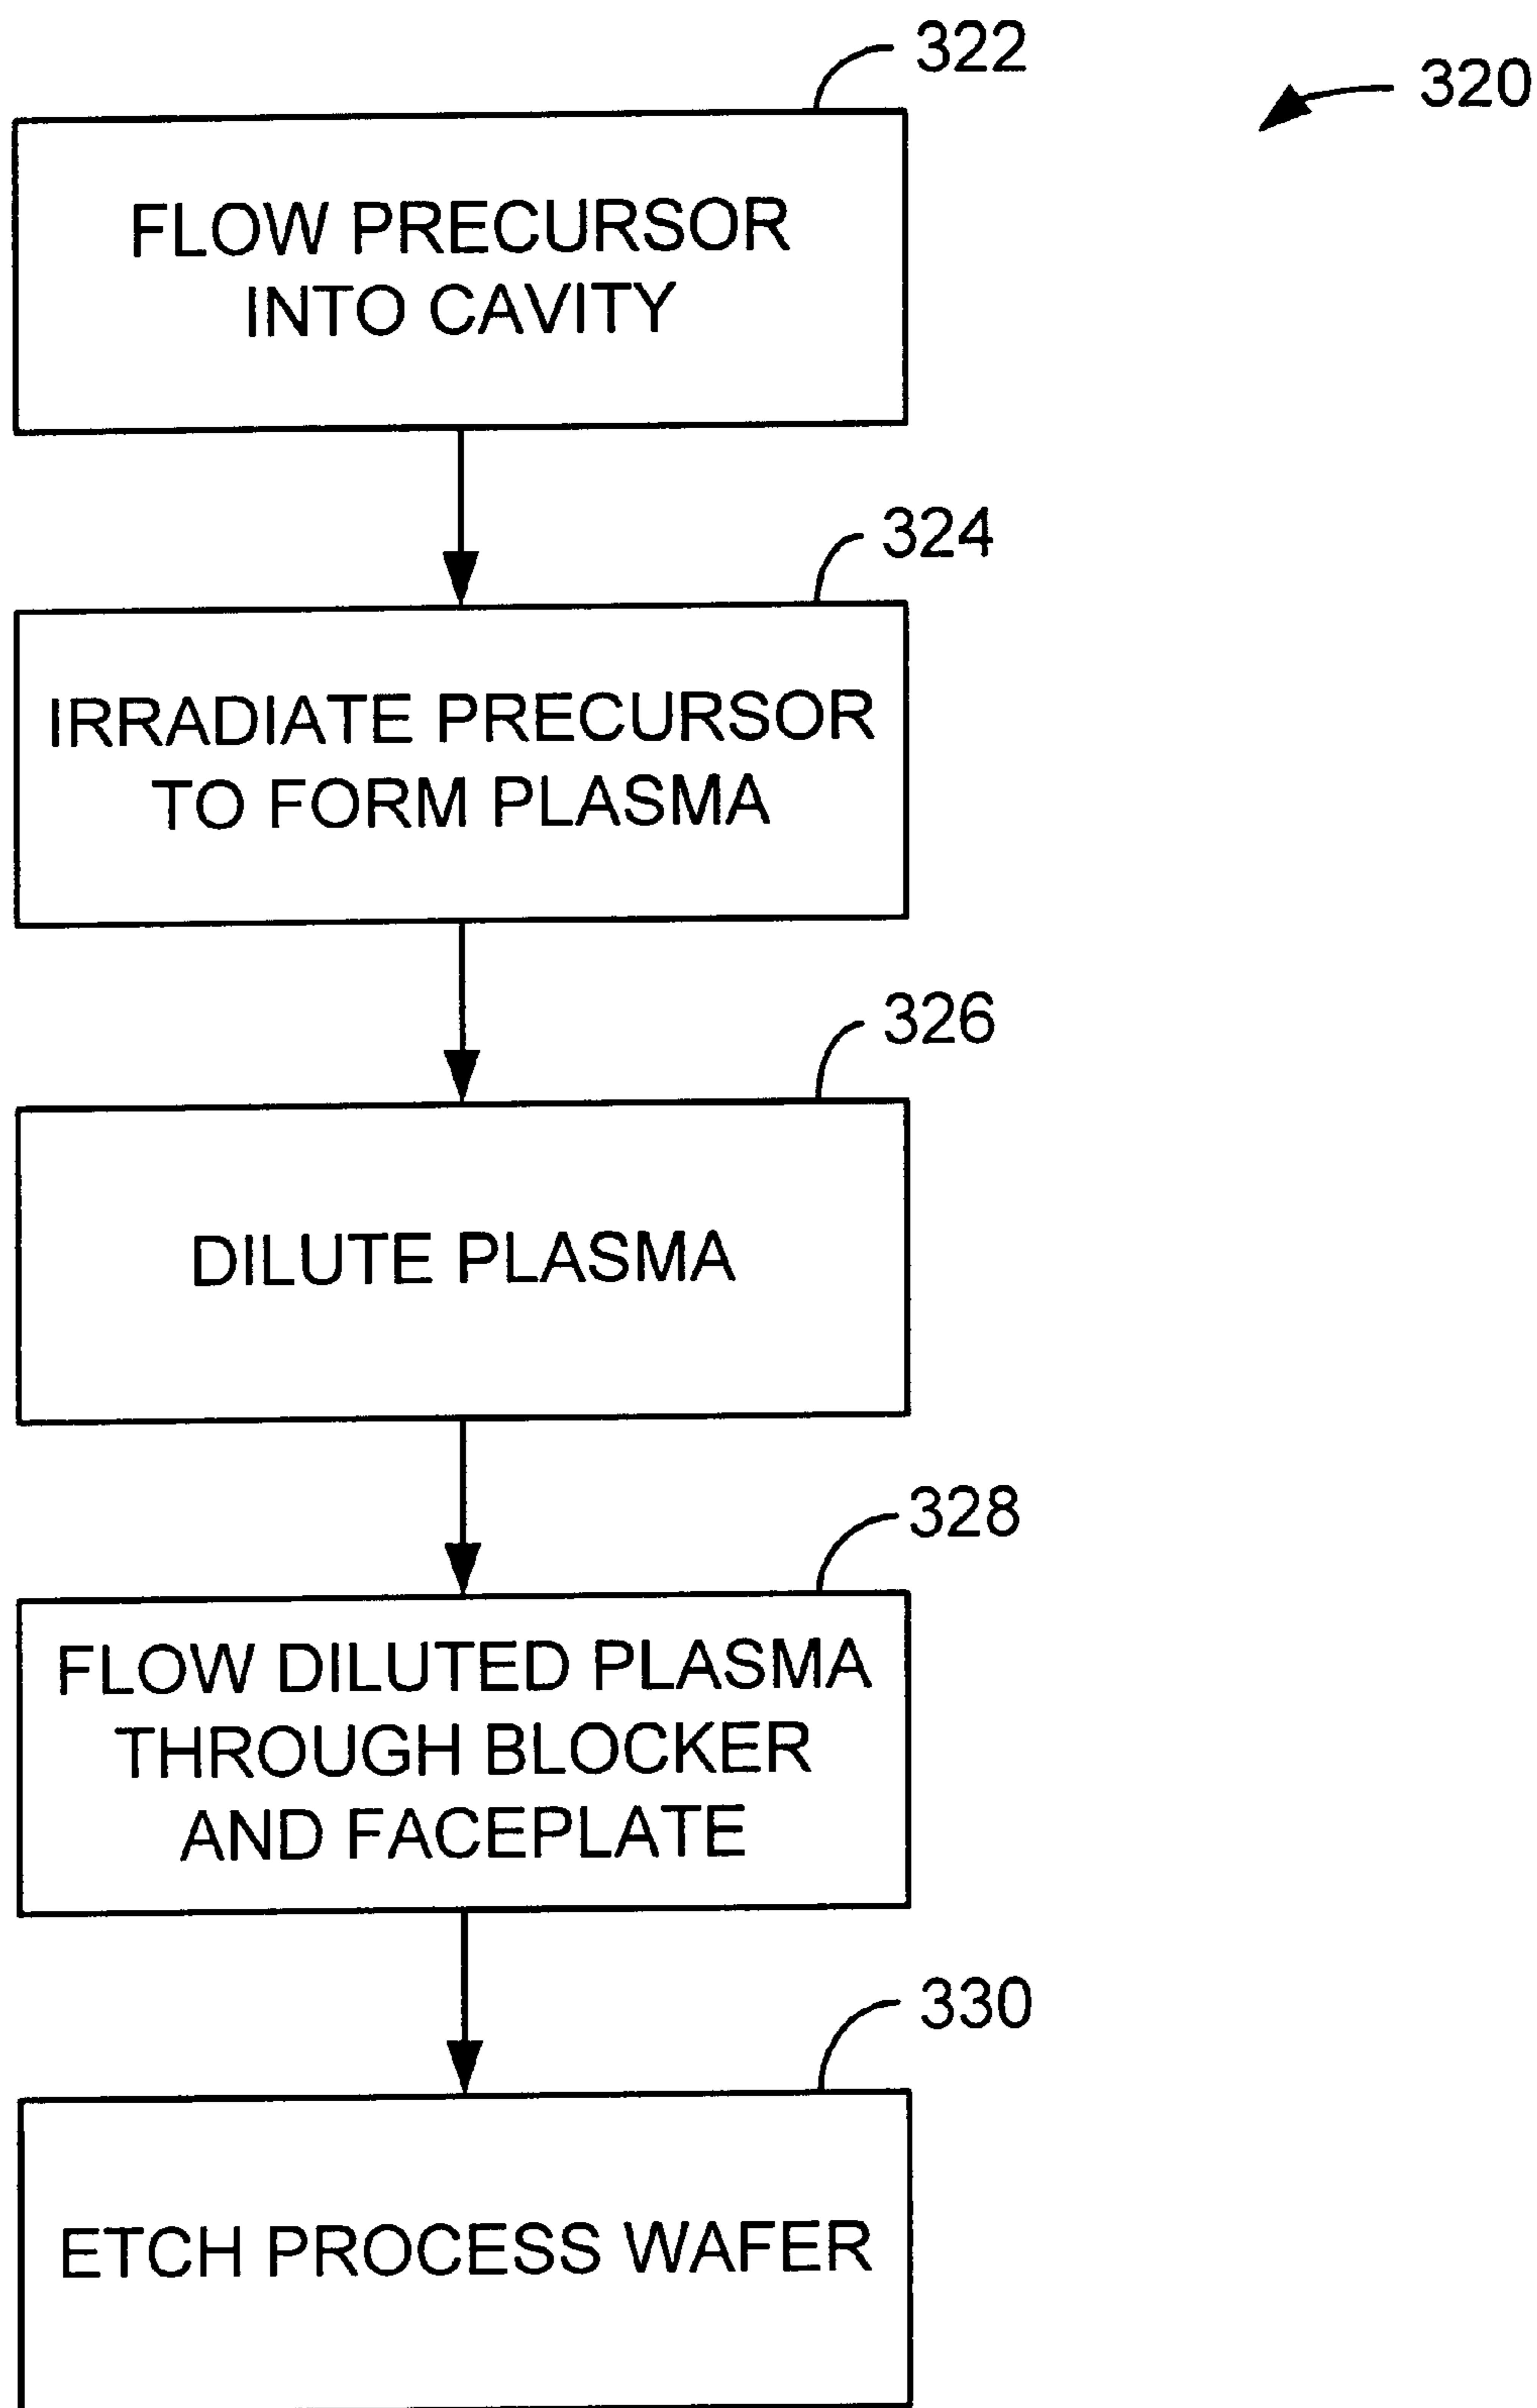 322
320
FLOW PRECURSOR
INTO CAVITY
324
IRRADIATE PRECURSOR
TO FORM PLASMA
326
DILUTE PLASMA
328
FLOW DILUTED PLASMA
THROUGH BLOCKER
AND FACEPLATE
330
ETCH PROCESS WAFER